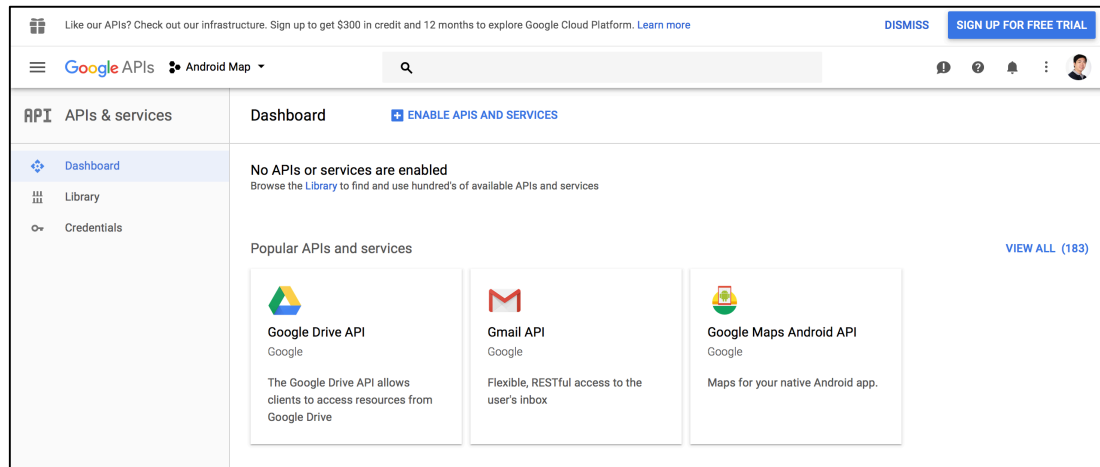 Like our APIs? Check out our infrastructure. Sign up to get $300 in credit and 12 months to explore Google Cloud Platform. Learn more
DISMISS
SIGN UP FOR FREE TRIAL
Google APIs
Android Map
API APIs & services
Dashboard
ENABLE APIS AND SERVICES
Dashboard
Library
Credentials
No APIs or services are enabled
Browse the Library to find and use hundred's of available APIs and services
Popular APIs and services
VIEW ALL (183)
Google Drive API
Google
The Google Drive API allows
clients to access resources from
Google Drive
Gmail API
Google
Flexible, RESTful access to the
user's inbox
Google Maps Android API
Google
Maps for your native Android app.